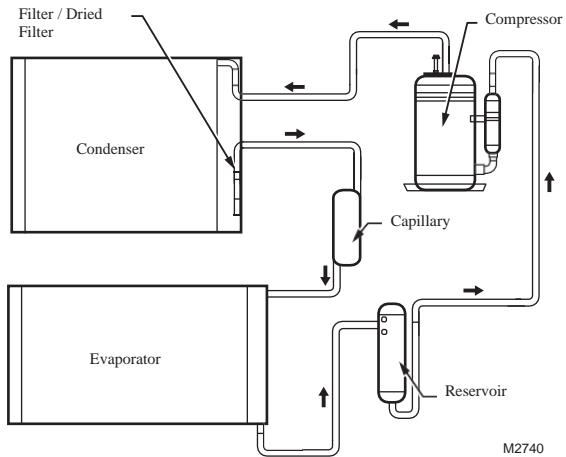 Filter / Dried
Filter
Compressor
Condenser
Capillary
Evaporator
Reservoir
M2740